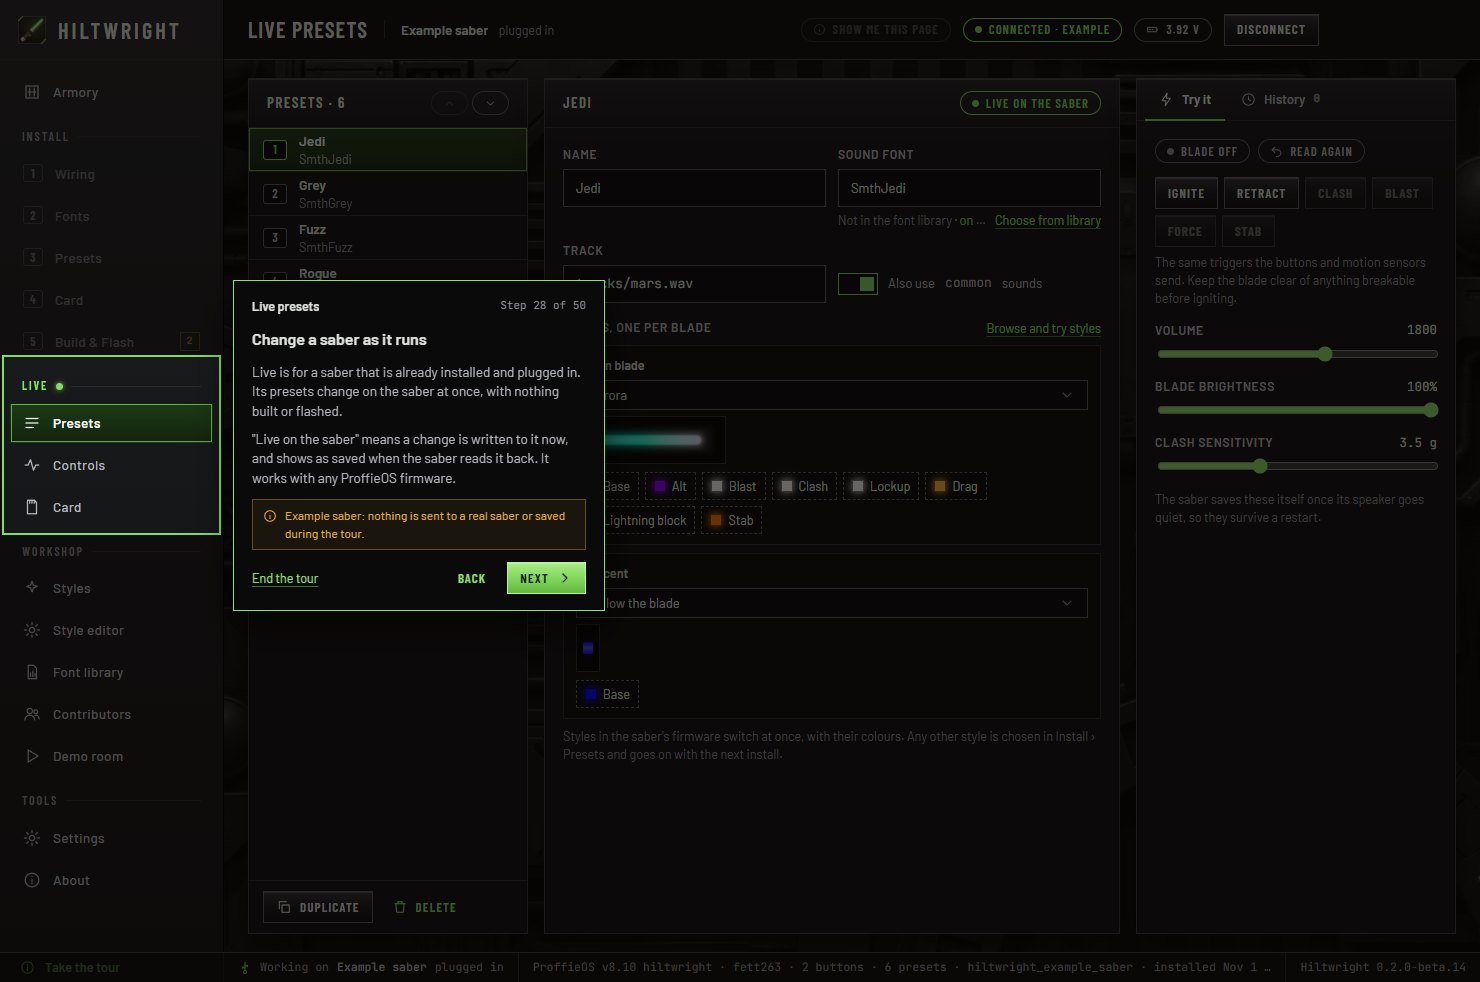 HILTWRIGHT
LIVE PRESETS
Example saber plugged in
SHOW ME THIS PAGE
CONNECTED · EXAMPLE
3.92 V
DISCONNECT
Armory
INSTALL
1 Wiring
2 Fonts
3 Presets
4 Card
5 Build & Flash 2
LIVE
Presets
Controls
Card
WORKSHOP
Styles
Style editor
Font library
Contributors
Demo room
TOOLS
Settings
About
Take the tour
PRESETS · 6
1 Jedi
SmthJedi
2 Grey
SmthGrey
3 Fuzz
SmthFuzz
Rogue
DUPLICATE
DELETE
Live presets
Step 28 of 50
Change a saber as it runs
Live is for a saber that is already installed and plugged in.
Its presets change on the saber at once, with nothing
built or flashed.
"Live on the saber" means a change is written to it now,
and shows as saved when the saber reads it back. It
works with any ProffieOS firmware.
Example saber: nothing is sent to a real saber or saved
during the tour.
End the tour
BACK
NEXT
JEDI
LIVE ON THE SABER
NAME
Jedi
SOUND FONT
SmthJedi
Not in the font library · on …
Choose from library
TRACK
ks/mars.wav
Also use common sounds
S, ONE PER BLADE
Browse and try styles
n blade
rora
Base
Alt
Blast
Clash
Lockup
Drag
Lightning block
Stab
cent
low the blade
Base
Styles in the saber's firmware switch at once, with their colours. Any other style is chosen in Install ›
Presets and goes on with the next install.
Try it
History 0
BLADE OFF
READ AGAIN
IGNITE
RETRACT
CLASH
BLAST
FORCE
STAB
The same triggers the buttons and motion sensors
send. Keep the blade clear of anything breakable
before igniting.
VOLUME 1800
BLADE BRIGHTNESS 100%
CLASH SENSITIVITY 3.5 g
The saber saves these itself once its speaker goes
quiet, so they survive a restart.
Working on Example saber plugged in
ProffieOS v8.10 hiltwright · fett263 · 2 buttons · 6 presets · hiltwright_example_saber · installed Nov 1 …
Hiltwright 0.2.0-beta.14